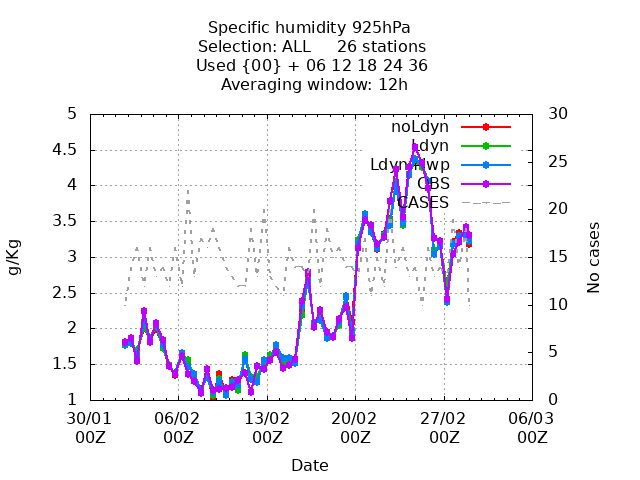 Specific humidity 925hPa
Selection: ALL 26 stations
Used {00} + 06 12 18 24 36
Averaging window: 12h
5
4.5
4
3.5
3
2.5
2
1.5
1
30
25
20
15
10
5
0
g/Kg
No cases
noLdyn
Ldyn
OBS
CASES
30/01 06/02 13/02 20/02 27/02 06/03
00Z 00Z 00Z 00Z 00Z 00Z
Date